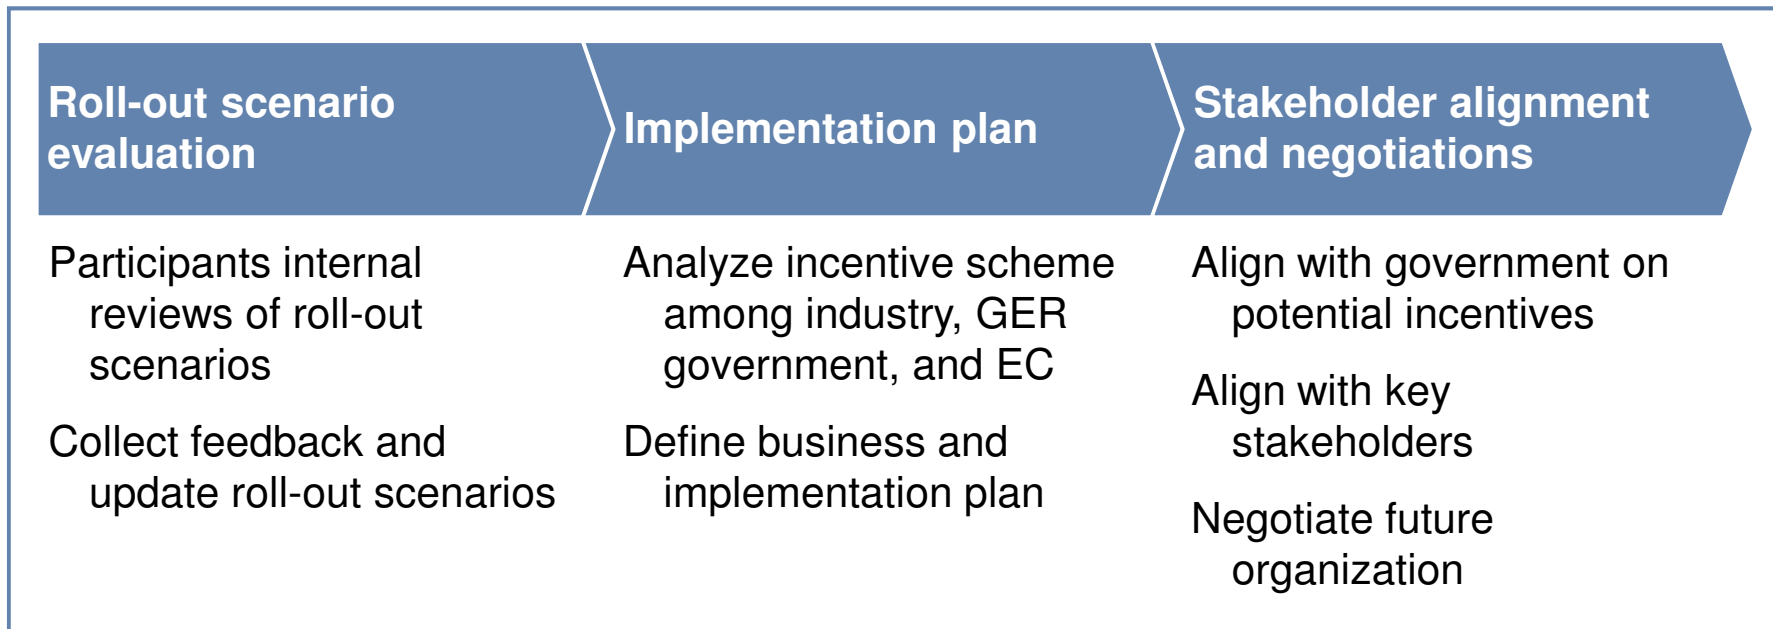 Roll-out scenario
evaluation
Implementation plan
Stakeholder alignment
and negotiations
Participants internal
reviews of roll-out
scenarios
Collect feedback and
update roll-out scenarios
Analyze incentive scheme
among industry, GER
government, and EC
Define business and
implementation plan
Align with government on
potential incentives
Align with key
stakeholders
Negotiate future
organization